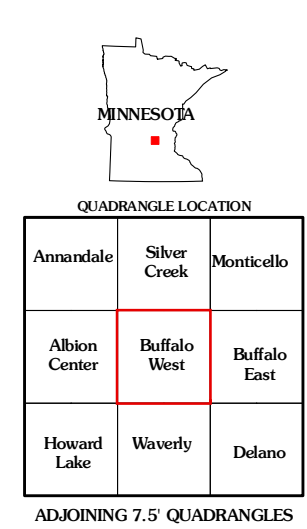 MINNESOTA
QUADRANGLE LOCATION
Annandale
Silver
Creek
Monticello
Albion
Center
Buffalo
West
Buffalo
East
Howard
Lake
Waverly
Delano
ADJOINING 7.5' QUADRANGLES